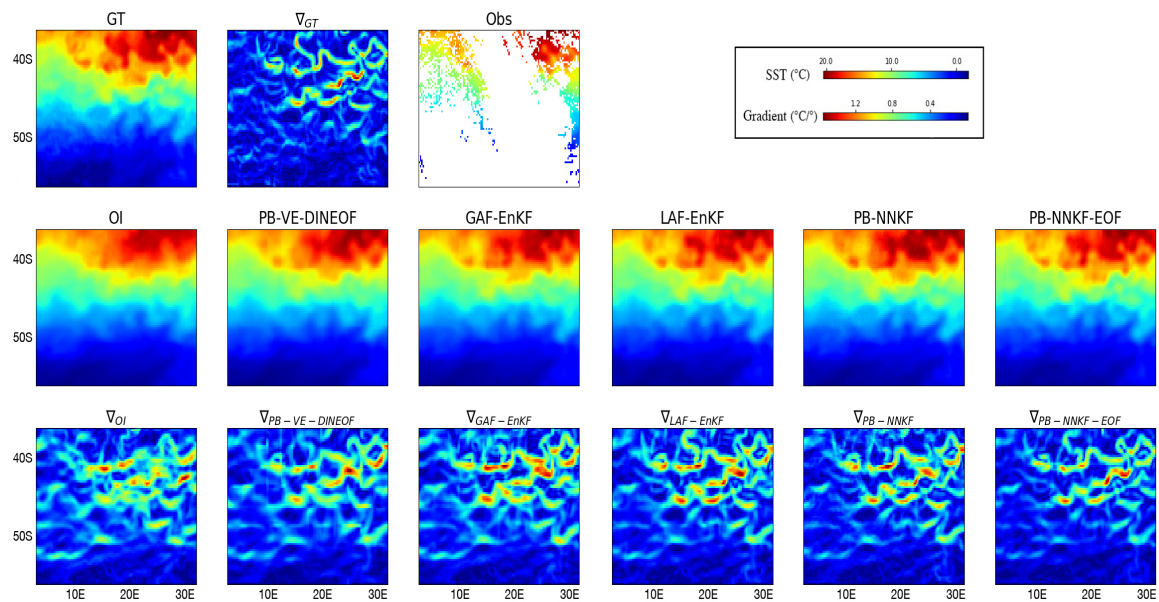 GT ∇GT Obs
40S
50S
20.0 10.0 0.0
SST (°C)
1.2 0.8 0.4
Gradient (°C/°)
OI PB-VE-DINEOF GAF-EnKF LAF-EnKF PB-NNKF PB-NNKF-EOF
40S
50S
∇OI ∇PB−VE−DINEOF ∇GAF−EnKF ∇LAF−EnKF ∇PB−NNKF ∇PB−NNKF−EOF
40S
50S
10E 20E 30E 10E 20E 30E 10E 20E 30E 10E 20E 30E 10E 20E 30E 10E 20E 30E